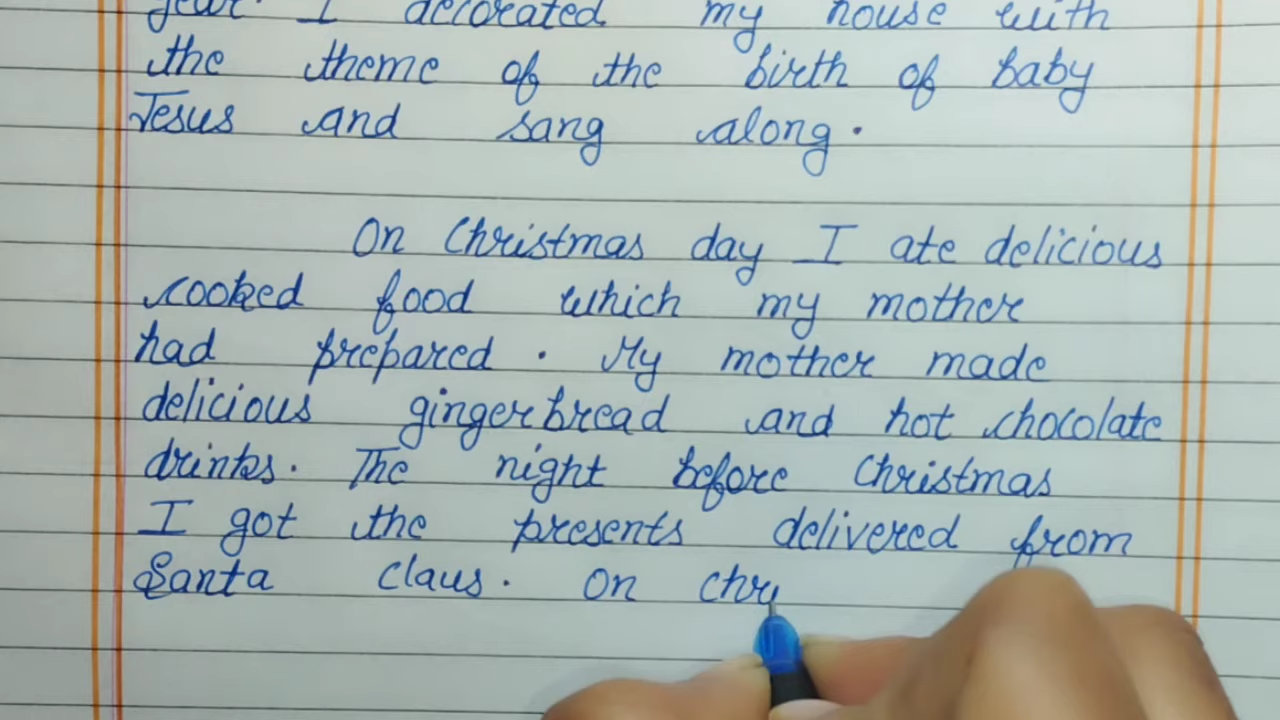 year. I decorated my house with
the theme of the birth of baby
Jesus and sang along.
On Christmas day I ate delicious
cooked food which my mother
had prepared. My mother made
delicious gingerbread and hot chocolate
drinks. The night before Christmas
I got the presents delivered from
Santa Claus. On Chri